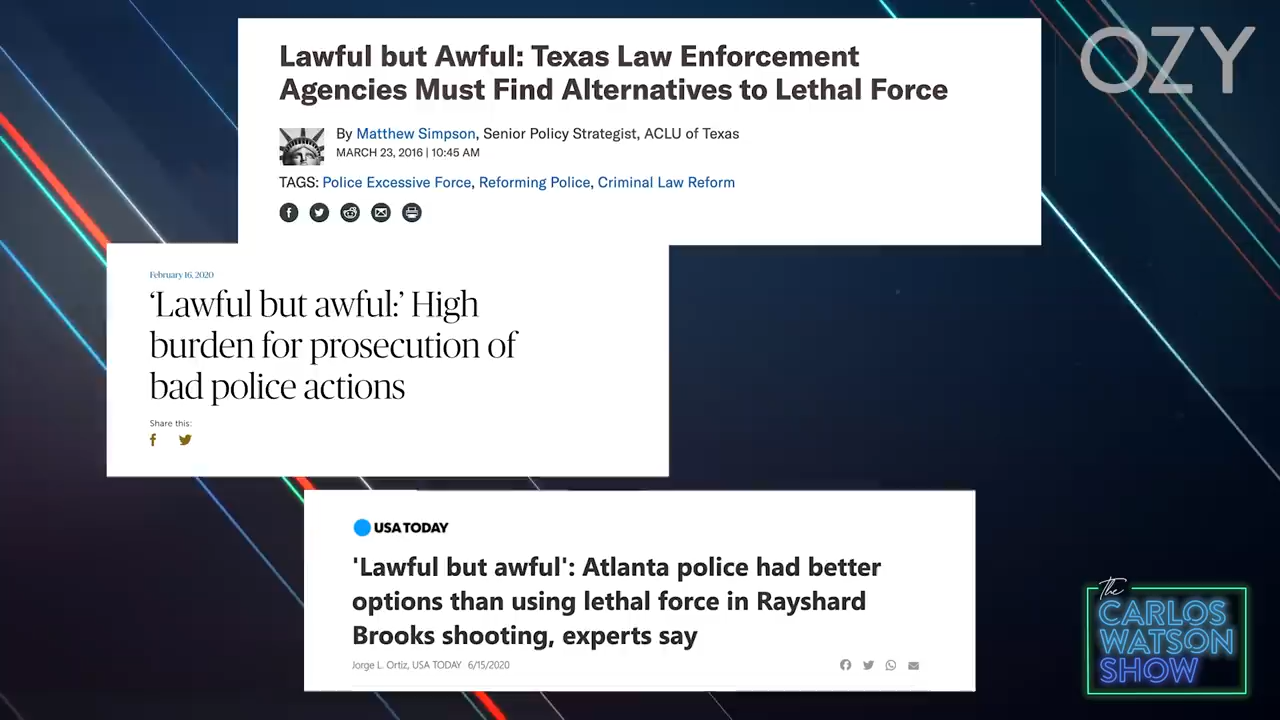 OZY
Lawful but Awful: Texas Law Enforcement
Agencies Must Find Alternatives to Lethal Force
By Matthew Simpson, Senior Policy Strategist, ACLU of Texas
MARCH 23, 2016 | 10:45 AM
TAGS: Police Excessive Force, Reforming Police, Criminal Law Reform
February 16, 2020
‘Lawful but awful:’ High
burden for prosecution of
bad police actions
Share this:
USA TODAY
'Lawful but awful': Atlanta police had better
options than using lethal force in Rayshard
Brooks shooting, experts say
Jorge L. Ortiz, USA TODAY 6/15/2020
The
CARLOS
WATSON
SHOW